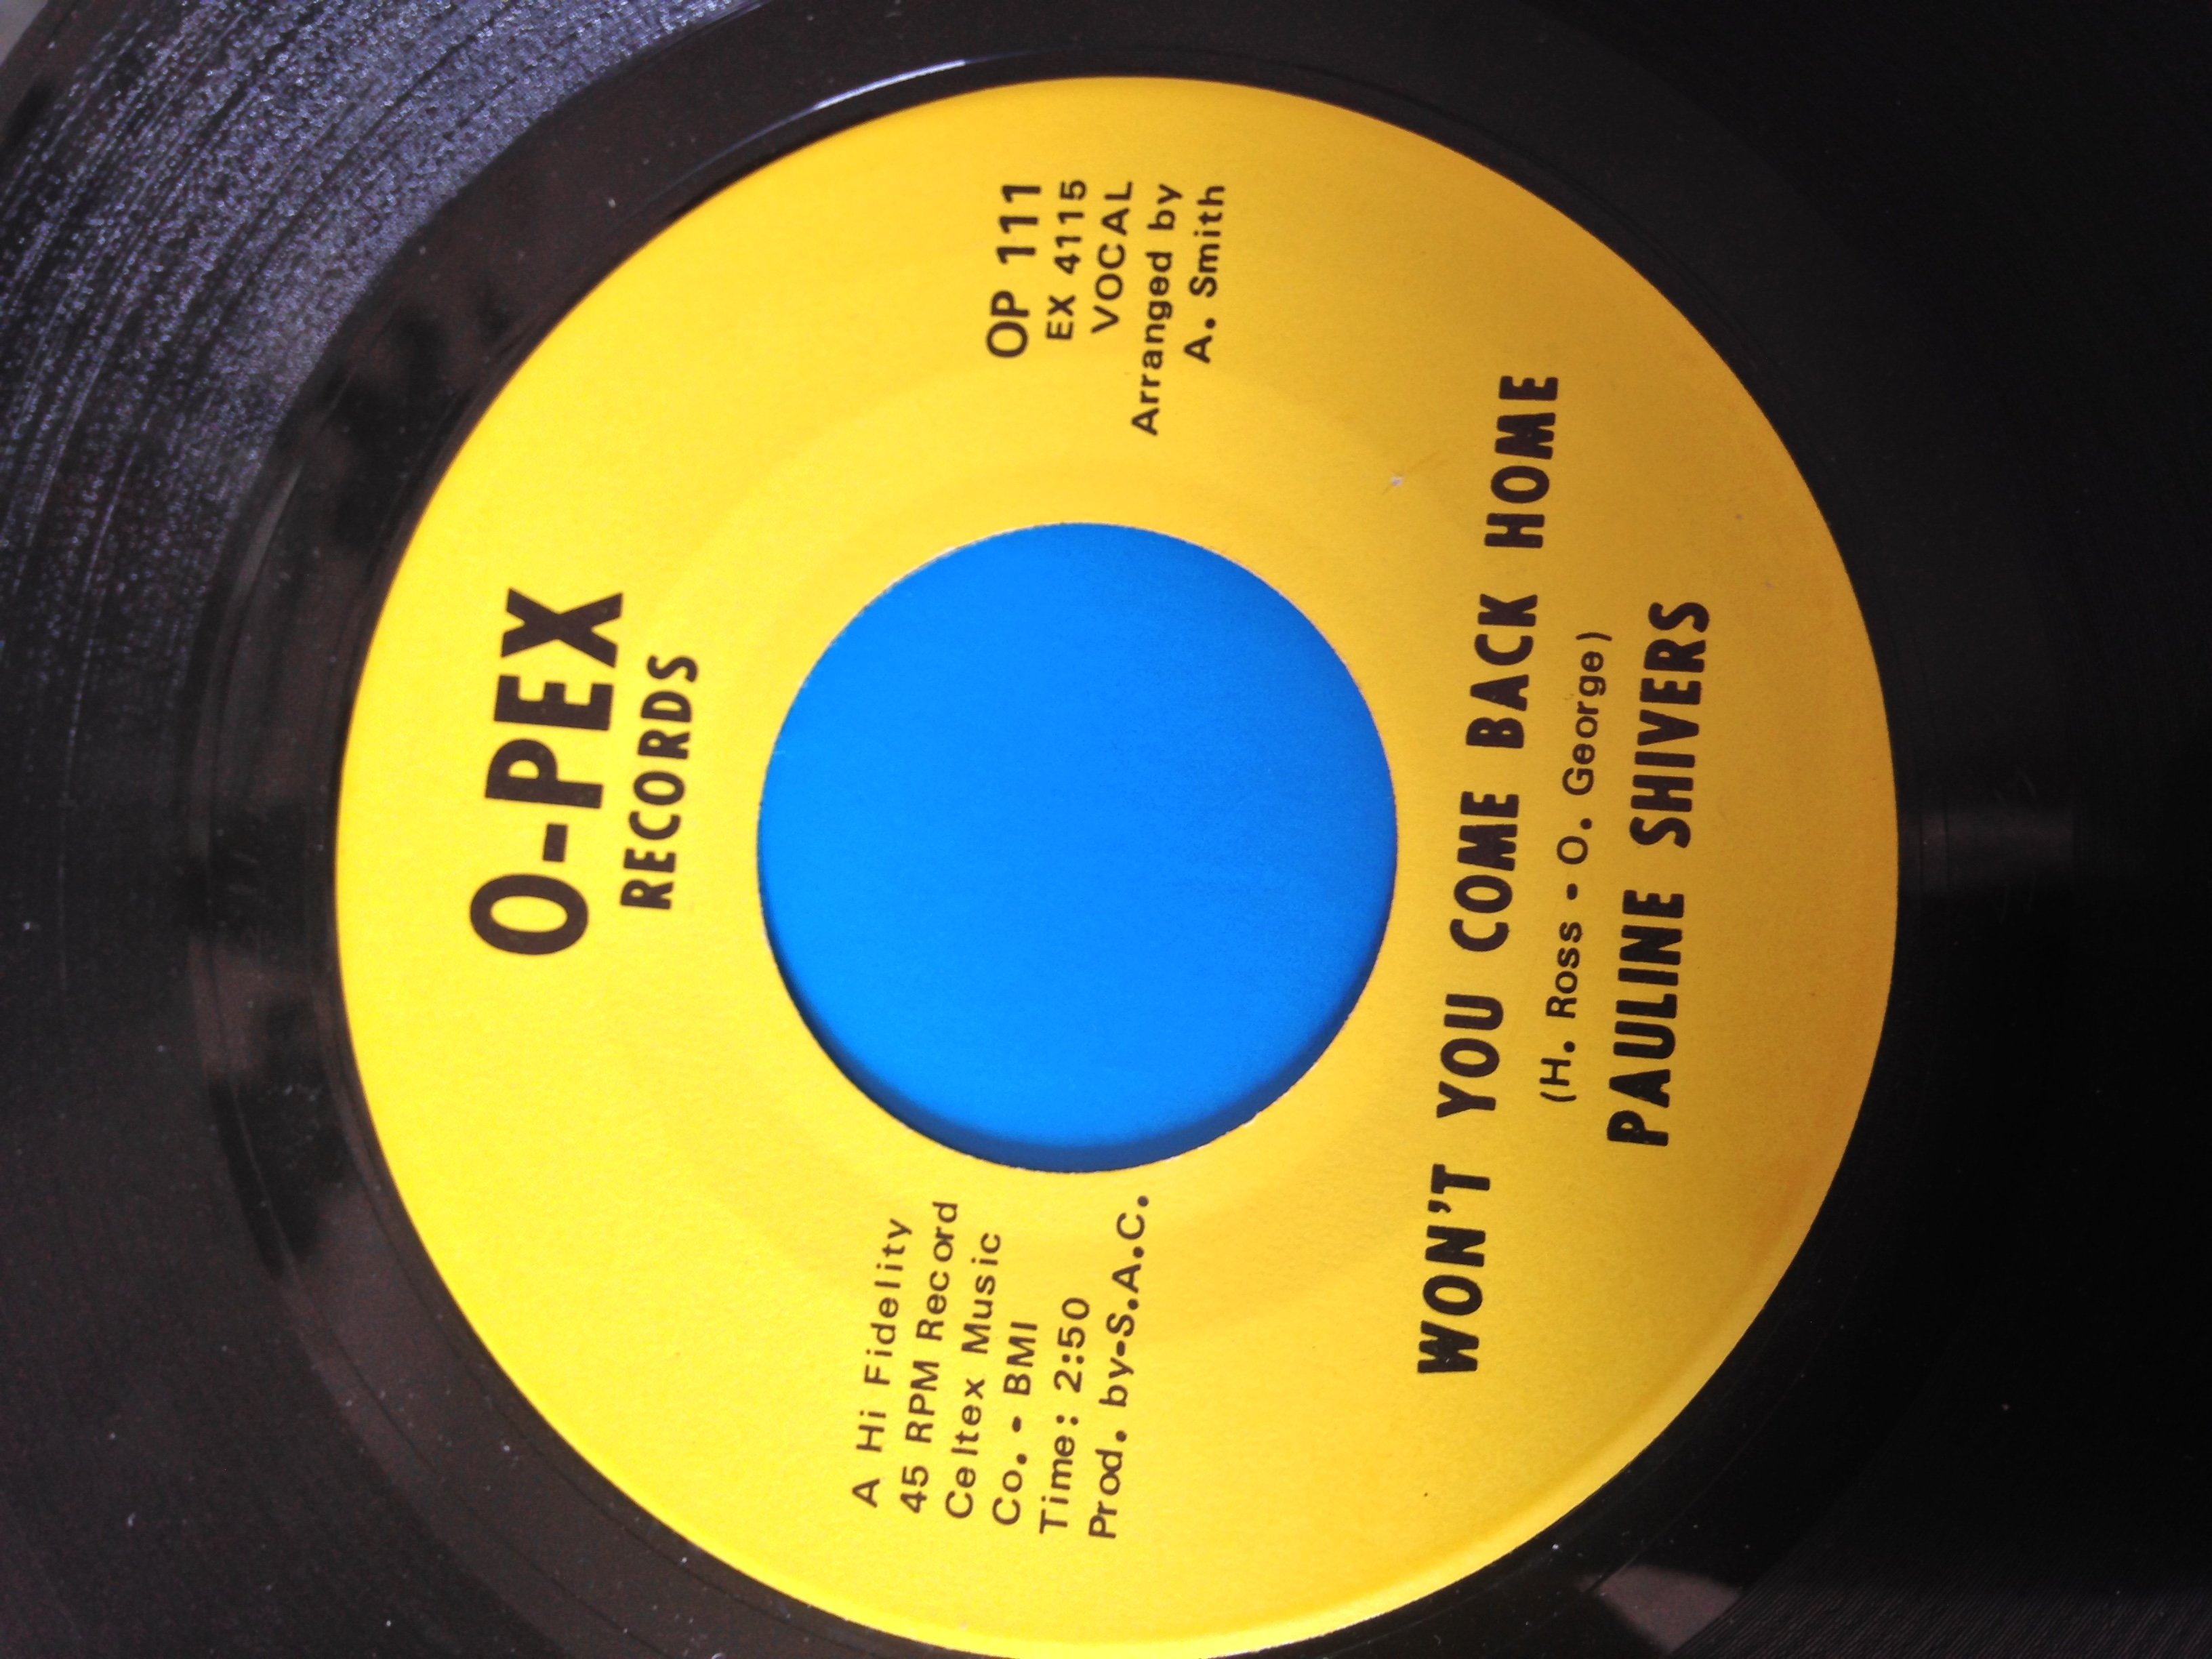 O-PEX
RECORDS
A Hi Fidelity
45 RPM Record
Celtex Music
Co. - BMI
Time: 2:50
Prod. by-S.A.C.
OP 111
EX 4115
VOCAL
Arranged by
A. Smith
WON'T YOU COME BACK HOME
(H. Ross - O. George)
PAULINE SHIVERS